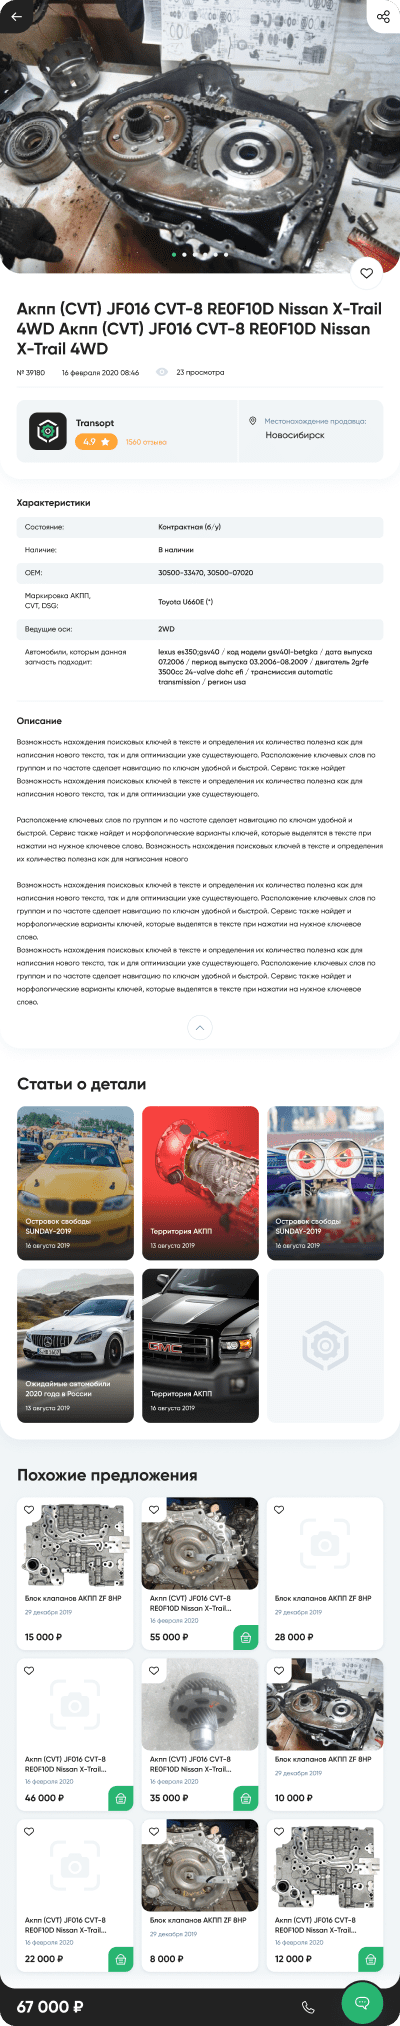 Акпп (CVT) JF016 CVT-8 RE0F10D Nissan X-Trail
4WD Акпп (CVT) JF016 CVT-8 RE0F10D Nissan
X-Trail 4WD
№ 39180 16 февраля 2020 08:46 23 просмотра
Transopt
4.9 1560 отзыва
Местонахождение продавца:
Новосибирск
Характеристики
Состояние: Контрактная (б/у)
Наличие: В наличии
OEM: 30500-33470, 30500-07020
Маркировка АКПП,
CVT, DSG:
Toyota U660E (*)
Ведущие оси: 2WD
Автомобили, которым данная
запчасть подходит:
lexus es350;gsv40 / код модели gsv40l-betgka / дата выпуска
07.2006 / период выпуска 03.2006-08.2009 / двигатель 2grfe
3500cc 24-valve dohc efi / трансмиссия automatic
transmission / регион usa
Описание
Возможность нахождения поисковых ключей в тексте и определения их количества полезна как для
написания нового текста, так и для оптимизации уже существующего. Расположение ключевых слов по
группам и по частоте сделает навигацию по ключам удобной и быстрой. Сервис также найдет
Возможность нахождения поисковых ключей в тексте и определения их количества полезна как для
написания нового текста, так и для оптимизации уже существующего.
Расположение ключевых слов по группам и по частоте сделает навигацию по ключам удобной и
быстрой. Сервис также найдет и морфологические варианты ключей, которые выделятся в тексте при
нажатии на нужное ключевое слово. Возможность нахождения поисковых ключей в тексте и определения
их количества полезна как для написания нового
Возможность нахождения поисковых ключей в тексте и определения их количества полезна как для
написания нового текста, так и для оптимизации уже существующего. Расположение ключевых слов по
группам и по частоте сделает навигацию по ключам удобной и быстрой. Сервис также найдет и
морфологические варианты ключей, которые выделятся в тексте при нажатии на нужное ключевое
слово.
Возможность нахождения поисковых ключей в тексте и определения их количества полезна как для
написания нового текста, так и для оптимизации уже существующего. Расположение ключевых слов по
группам и по частоте сделает навигацию по ключам удобной и быстрой. Сервис также найдет и
морфологические варианты ключей, которые выделятся в тексте при нажатии на нужное ключевое
слово.
Статьи о детали
Островок свободы
SUNDAY-2019
16 августа 2019
Территория АКПП
13 августа 2019
Островок свободы
SUNDAY-2019
16 августа 2019
Ожидаемые автомобили
2020 года в России
13 августа 2019
GMC
Территория АКПП
16 августа 2019
Похожие предложения
Блок клапанов АКПП ZF 8HP
29 декабря 2019
15 000 ₽
Акпп (CVT) JF016 CVT-8
RE0F10D Nissan X-Trail...
16 февраля 2020
55 000 ₽
Блок клапанов АКПП ZF 8HP
29 декабря 2019
28 000 ₽
Акпп (CVT) JF016 CVT-8
RE0F10D Nissan X-Trail...
16 февраля 2020
46 000 ₽
Акпп (CVT) JF016 CVT-8
RE0F10D Nissan X-Trail...
16 февраля 2020
35 000 ₽
Блок клапанов АКПП ZF 8HP
29 декабря 2019
10 000 ₽
Акпп (CVT) JF016 CVT-8
RE0F10D Nissan X-Trail...
16 февраля 2020
22 000 ₽
Блок клапанов АКПП ZF 8HP
29 декабря 2019
8 000 ₽
Акпп (CVT) JF016 CVT-8
RE0F10D Nissan X-Trail...
16 февраля 2020
12 000 ₽
67 000 ₽